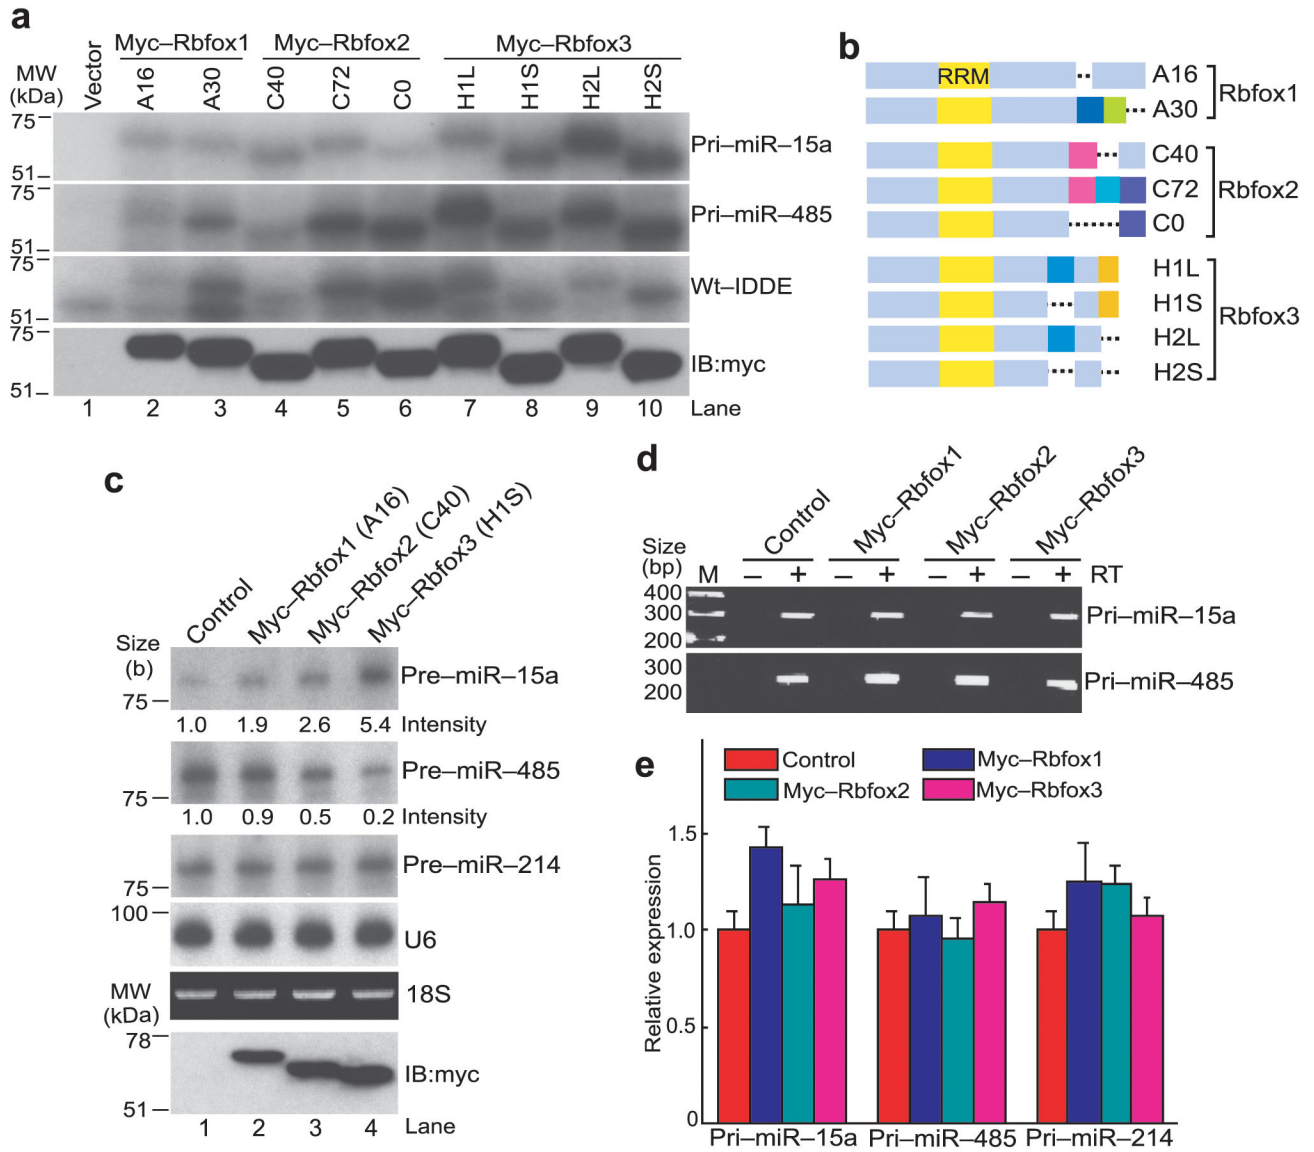 a
Myc–Rbfox1 Myc–Rbfox2 Myc–Rbfox3
MW
(kDa)
Vector A16 A30 C40 C72 C0 H1L H1S H2L H2S
75
51
Pri–miR–15a
75
51
Pri–miR–485
75
51
Wt–IDDE
75
51
IB:myc
1 2 3 4 5 6 7 8 9 10 Lane
b
RRM
A16
A30
Rbfox1
C40
C72
C0
Rbfox2
H1L
H1S
H2L
H2S
Rbfox3
c
Control Myc–Rbfox1 (A16) Myc–Rbfox2 (C40) Myc–Rbfox3 (H1S)
Size
(b)
75
Pre–miR–15a
1.0 1.9 2.6 5.4 Intensity
75
Pre–miR–485
1.0 0.9 0.5 0.2 Intensity
75
Pre–miR–214
100
U6
18S
MW
(kDa)
78
51
IB:myc
1 2 3 4 Lane
d
Control Myc–Rbfox1 Myc–Rbfox2 Myc–Rbfox3
Size
(bp)
M – + – + – + – + RT
400
300
200
Pri–miR–15a
300
200
Pri–miR–485
e
Control Myc–Rbfox1
Myc–Rbfox2 Myc–Rbfox3
Relative expression
1.5
1.0
0.5
0
Pri–miR–15a Pri–miR–485 Pri–miR–214